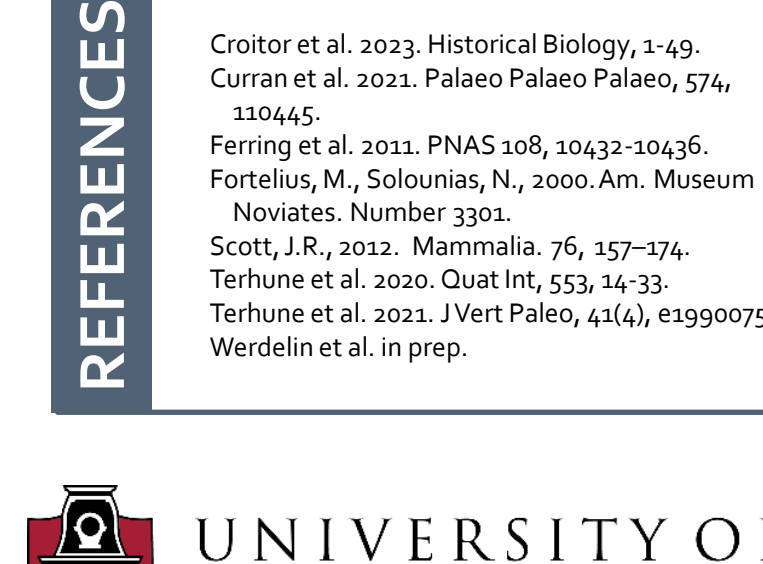 REFERENCES
Croitor et al. 2023. Historical Biology, 1-49.
Curran et al. 2021. Palaeo Palaeo Palaeo, 574,
110445.
Ferring et al. 2011. PNAS 108, 10432-10436.
Fortelius, M., Solounias, N., 2000. Am. Museum
Noviates. Number 3301.
Scott, J.R., 2012. Mammalia. 76, 157–174.
Terhune et al. 2020. Quat Int, 553, 14-33.
Terhune et al. 2021. J Vert Paleo, 41(4), e1990075
Werdelin et al. in prep.
UNIVERSITY O